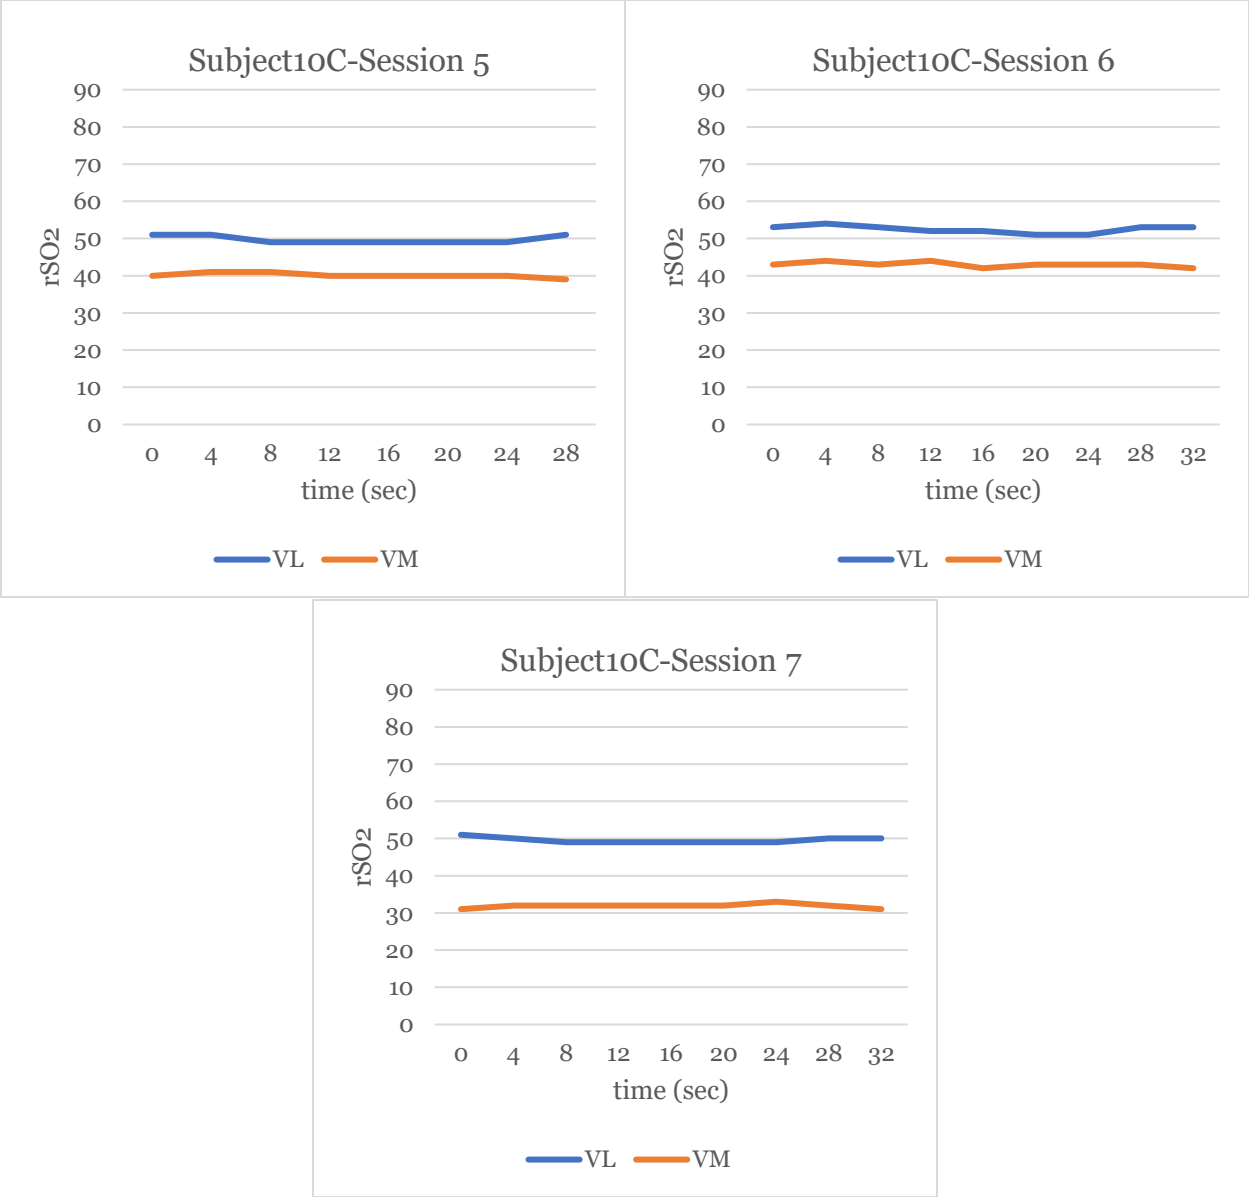 Subject10C-Session 5
90
80
70
60
50
40
30
20
10
0
rSO2
0 4 8 12 16 20 24 28
time (sec)
VL VM
Subject10C-Session 6
90
80
70
60
50
40
30
20
10
0
rSO2
0 4 8 12 16 20 24 28 32
time (sec)
VL VM
Subject10C-Session 7
90
80
70
60
50
40
30
20
10
0
rSO2
0 4 8 12 16 20 24 28 32
time (sec)
VL VM